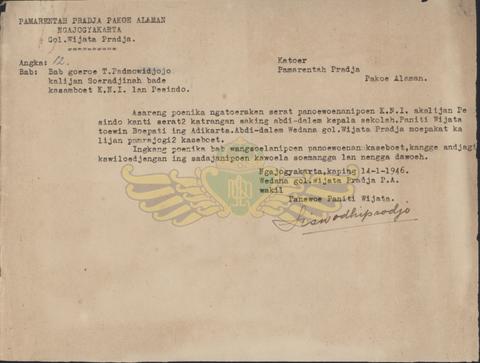 PAMARENTAH PRADJA PAKOE ALAMAN
NGAJOGYAKARTA
Gol.Wijata Pradja.
Angka: 12.
Bab: Bab goeroe T.Padmowidjojo
kalijan Soeradjinah bade
kasamboet K.N.I. lan Pesindo.
Katoer
Pamarentah Pradja
Pakoe Alaman.
Asareng poenika ngatoeraken serat panoewoenanipoen K.N.I. akalijan Pe
sindo kanti serat2 katrangan saking abdi-dalem kepala sekolah.Paniti Wijata
toewin Boepati ing Adikarta.Abdi-dalem Wedana gol.Wijata Pradja moepakat ka
lijan pamrajogi2 kaseboet.
Ingkang poenika bab wangsoelanipoen panoewoenan kaseboet,kangge andjagi
kawiloedjengan ing sadajanipoen kawoela soemangga lan nengga dawoeh.
Ngajogyakarta,kaping 14-1-1946.
Wedana gol.Wijata Pradja P.A.
wakil
Panewoe Paniti Wijata.